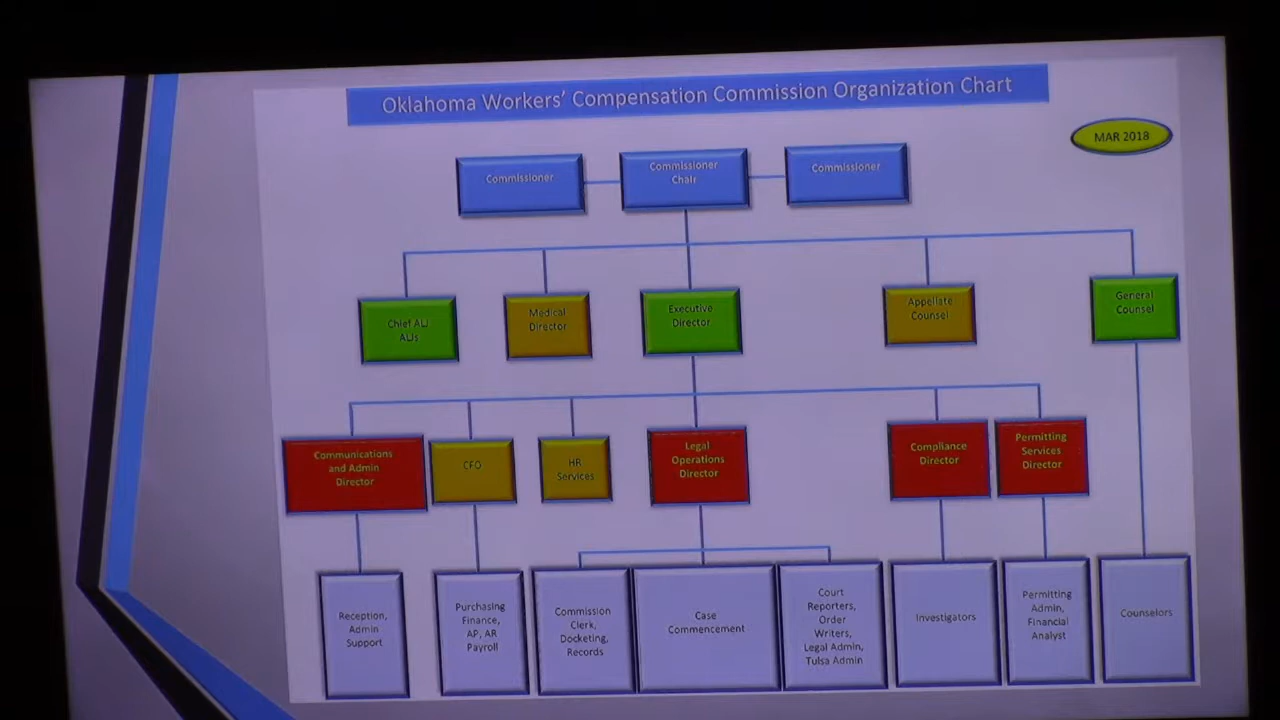 Oklahoma Workers' Compensation Commission Organization Chart
MAR 2018
Commissioner
Commissioner
Chair
Commissioner
Chief ALJ
ALJs
Medical
Director
Executive
Director
Appellate
Counsel
General
Counsel
Communications
and Admin
Director
CFO
HR
Services
Legal
Operations
Director
Compliance
Director
Permitting
Services
Director
Reception,
Admin
Support
Purchasing
Finance,
AP, AR
Payroll
Commission
Clerk,
Docketing,
Records
Case
Commencement
Court
Reporters,
Order
Writers,
Legal Admin,
Tulsa Admin
Investigators
Permitting
Admin,
Financial
Analyst
Counselors